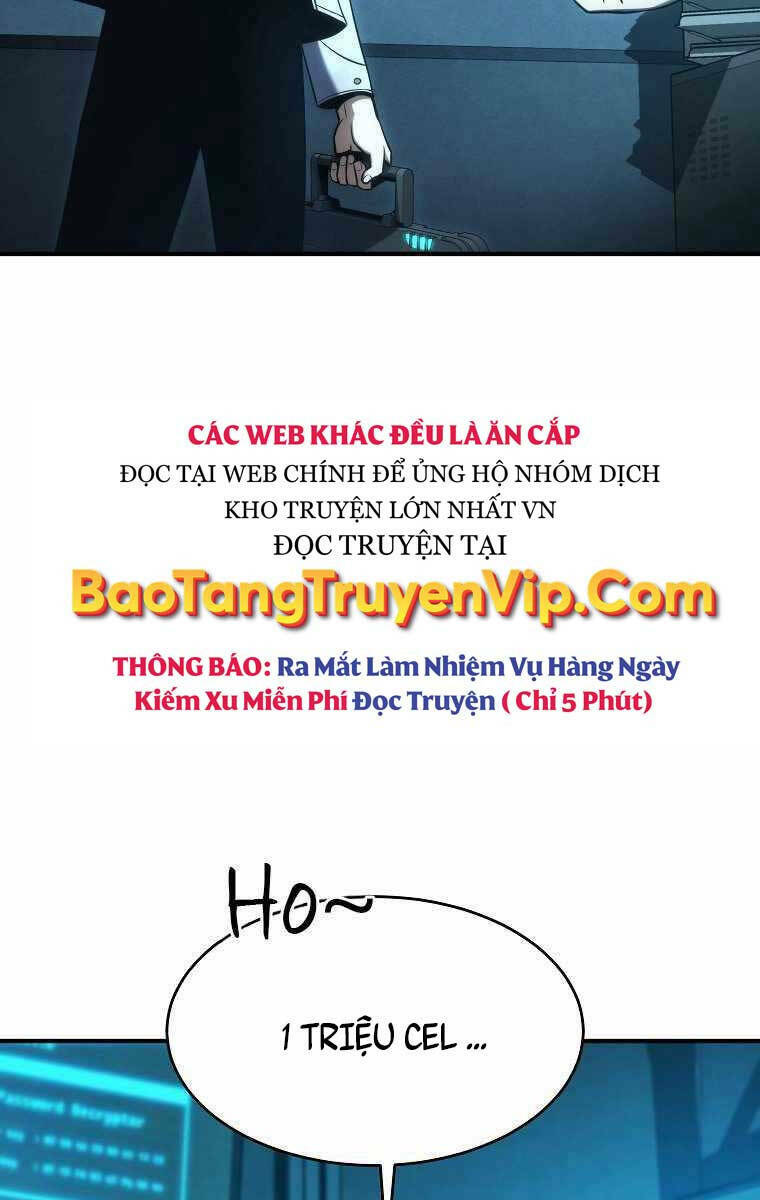 CÁC WEB KHÁC ĐỀU LÀ ĂN CẮP
ĐỌC TẠI WEB CHÍNH ĐỂ ỦNG HỘ NHÓM DỊCH
KHO TRUYỆN LỚN NHẤT VN
ĐỌC TRUYỆN TẠI
BaoTangTruyenVip.Com
THÔNG BÁO: Ra Mắt Làm Nhiệm Vụ Hàng Ngày
Kiếm Xu Miễn Phí Đọc Truyện ( Chỉ 5 Phút)
HO~
1 TRIỆU CEL ...
Password Decryptor